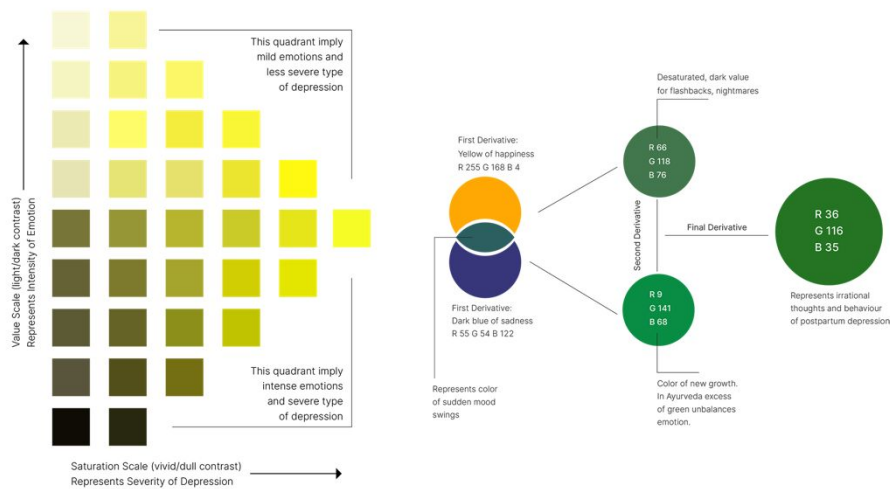 Value Scale (light/dark contrast)
Represents Intensity of Emotion
This quadrant imply
mild emotions and
less severe type
of depression
This quadrant imply
intense emotions
and severe type
of depression
Saturation Scale (vivid/dull contrast)
Represents Severity of Depression
First Derivative:
Yellow of happiness
R 255 G 168 B 4
First Derivative:
Dark blue of sadness
R 55 G 54 B 122
Represents color
of sudden mood
swings
Desaturated, dark value
for flashbacks, nightmares
R 66
G 118
B 76
Second Derivative
R 9
G 141
B 68
Color of new growth.
In Ayurveda excess
of green unbalances
emotion.
Final Derivative
R 36
G 116
B 35
Represents irrational
thoughts and behaviour
of postpartum depression